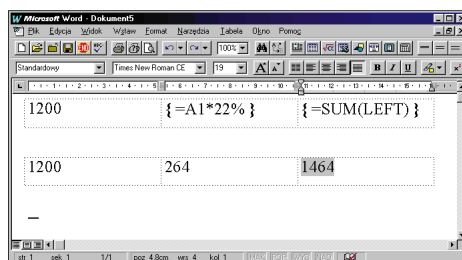 Microsoft Word - Dokument5
Plik Edycja Widok Wstaw Format Narzędzia Tabela Okno Pomoc
100%
Standardowy Times New Roman CE 19 B I U
1200 { =A1*22% } { =SUM(LEFT) }
1200 264 1464
str 1 sek 1 1/1 poz 4,8cm wrs 4 kol 1